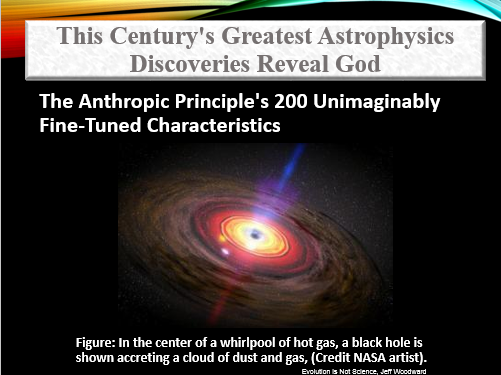 This Century's Greatest Astrophysics
Discoveries Reveal God
The Anthropic Principle's 200 Unimaginably
Fine-Tuned Characteristics
Figure: In the center of a whirlpool of hot gas, a black hole is
shown accreting a cloud of dust and gas, (Credit NASA artist).
Evolution Is Not Science, Jeff Woodward